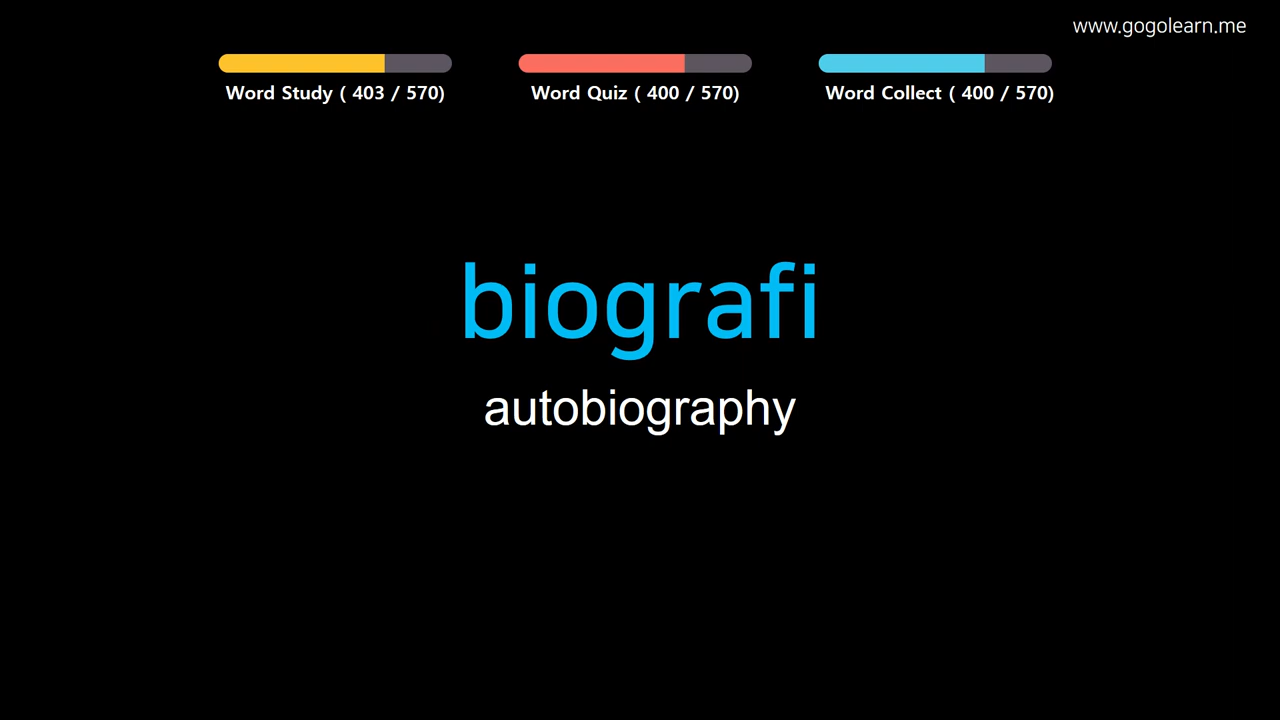 www.gogolearn.me
Word Study ( 403 / 570)
Word Quiz ( 400 / 570)
Word Collect ( 400 / 570)
biografi
autobiography